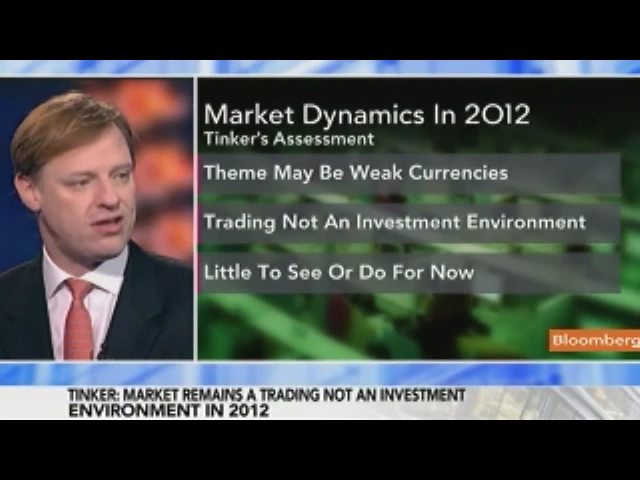 Market Dynamics In 2012
Tinker's Assessment
Theme May Be Weak Currencies
Trading Not An Investment Environment
Little To See Or Do For Now
Bloomberg
TINKER: MARKET REMAINS A TRADING NOT AN INVESTMENT
ENVIRONMENT IN 2012